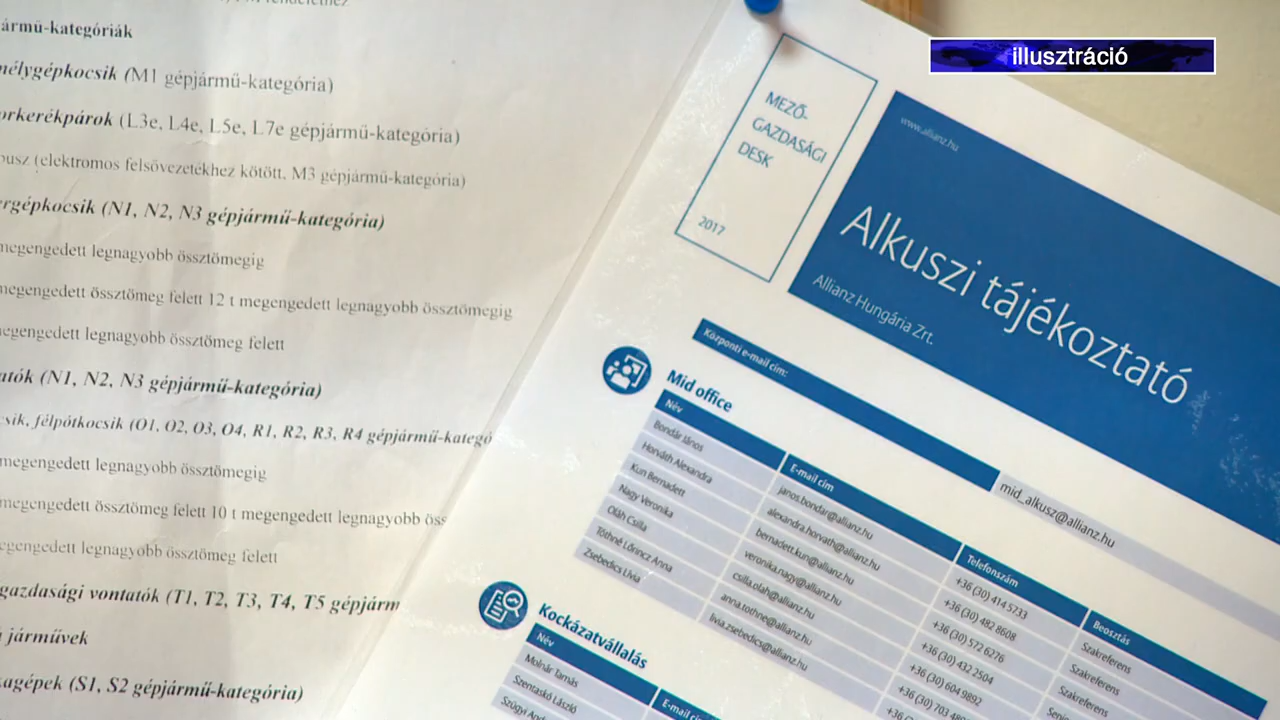 illusztráció
ármű-kategóriák
mélygépkocsik (M1 gépjármű-kategória)
orkerékpárok (L3e, L4e, L5e, L7e gépjármű-kategória)
busz (elektromos felsővezetékhez kötött, M3 gépjármű-kategória)
ergépkocsik (N1, N2, N3 gépjármű-kategória)
megengedett legnagyobb össztömegig
megengedett össztömeg felett 12 t megengedett legnagyobb össztömegig
megengedett legnagyobb össztömeg felett
atók (N1, N2, N3 gépjármű-kategória)
csik, félpótkocsik (O1, O2, O3, O4, R1, R2, R3, R4 gépjármű-kategó
megengedett legnagyobb össztömegig
megengedett össztömeg felett 10 t megengedett legnagyobb öss
egengedett legnagyobb össztömeg felett
gazdasági vontatók (T1, T2, T3, T4, T5 gépjárm
járművek
agépek (S1, S2 gépjármű-kategória)
MEZŐ-
GAZDASÁGI
DESK
2017
www.allianz.hu
Alkuszi tájékoztató
Allianz Hungária Zrt.
Központi e-mail cím: mid_alkusz@allianz.hu
Mid office
Név E-mail cím Telefonszám Beosztás
Bondár János janos.bondar@allianz.hu +36 (30) 414 5733 Szakreferens
Horváth Alexandra alexandra.horvath@allianz.hu +36 (30) 482 8608 Szakreferens
Kun Bernadett bernadett.kun@allianz.hu +36 (30) 572 6276 Szakreferens
Nagy Veronika veronika.nagy@allianz.hu +36 (30) 432 2504
Oláh Csilla csilla.olah@allianz.hu +36 (30) 604 9892
Tóthné Lőrincz Anna anna.tothne@allianz.hu +36 (30) 703
Zsebedics Lívia livia.zsebedics@allianz.hu
Kockázatvállalás
Név E-mail cím
Molnár Tamás
Szentaskó László
Szűgyi